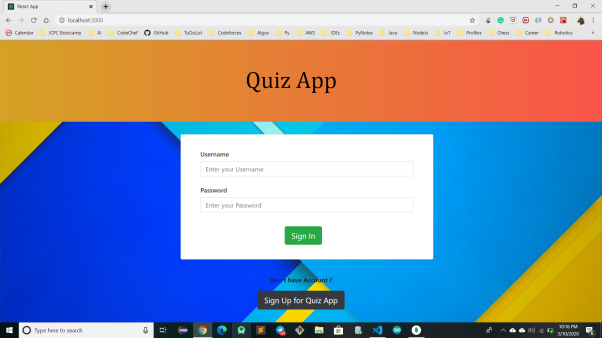 React App
localhost:3000
Calendar
ICPC Bootcamp
AI
CodeChef
GitHub
ToDoList
Codeforces
Algos
Py
AWS
IDEs
PyNotes
Java
NodeJs
IoT
Profiles
Chess
Career
Robotics
Quiz App
Username
Enter your Username
Password
Enter your Password
Sign In
Don't have Account ?
Sign Up for Quiz App
Type here to search
10:16 PM
3/10/2020